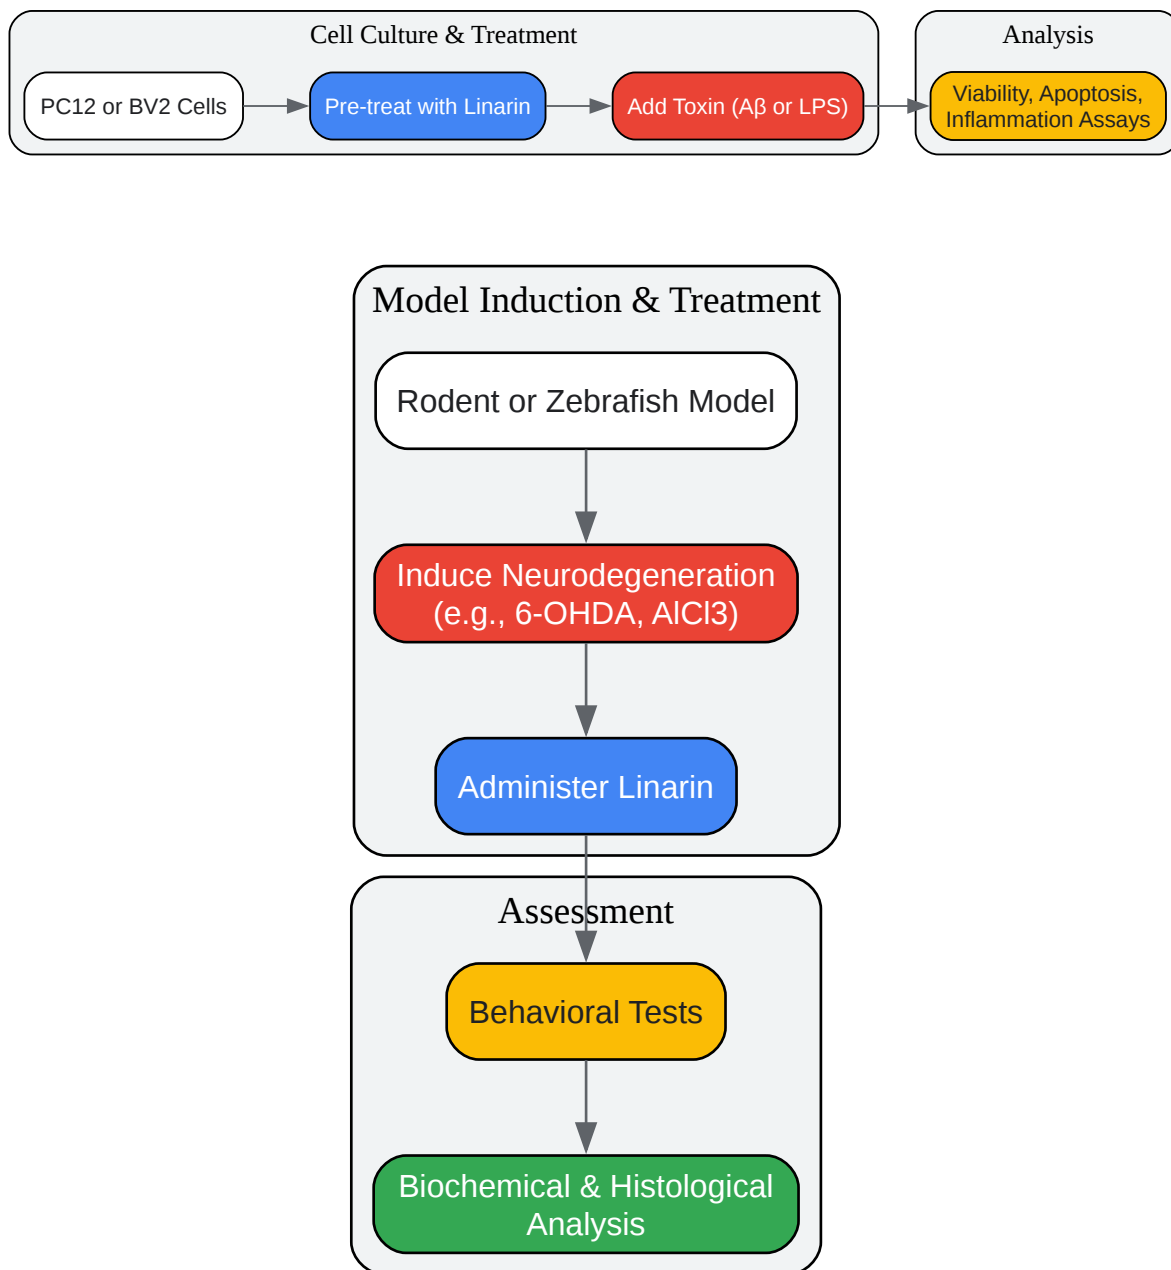 Cell Culture & Treatment
Analysis
PC12 or BV2 Cells
Pre-treat with Linarin
Add Toxin (Aβ or LPS)
Viability, Apoptosis,
Inflammation Assays
Model Induction & Treatment
Rodent or Zebrafish Model
Induce Neurodegeneration
(e.g., 6-OHDA, AlCl3)
Administer Linarin
Assessment
Behavioral Tests
Biochemical & Histological
Analysis